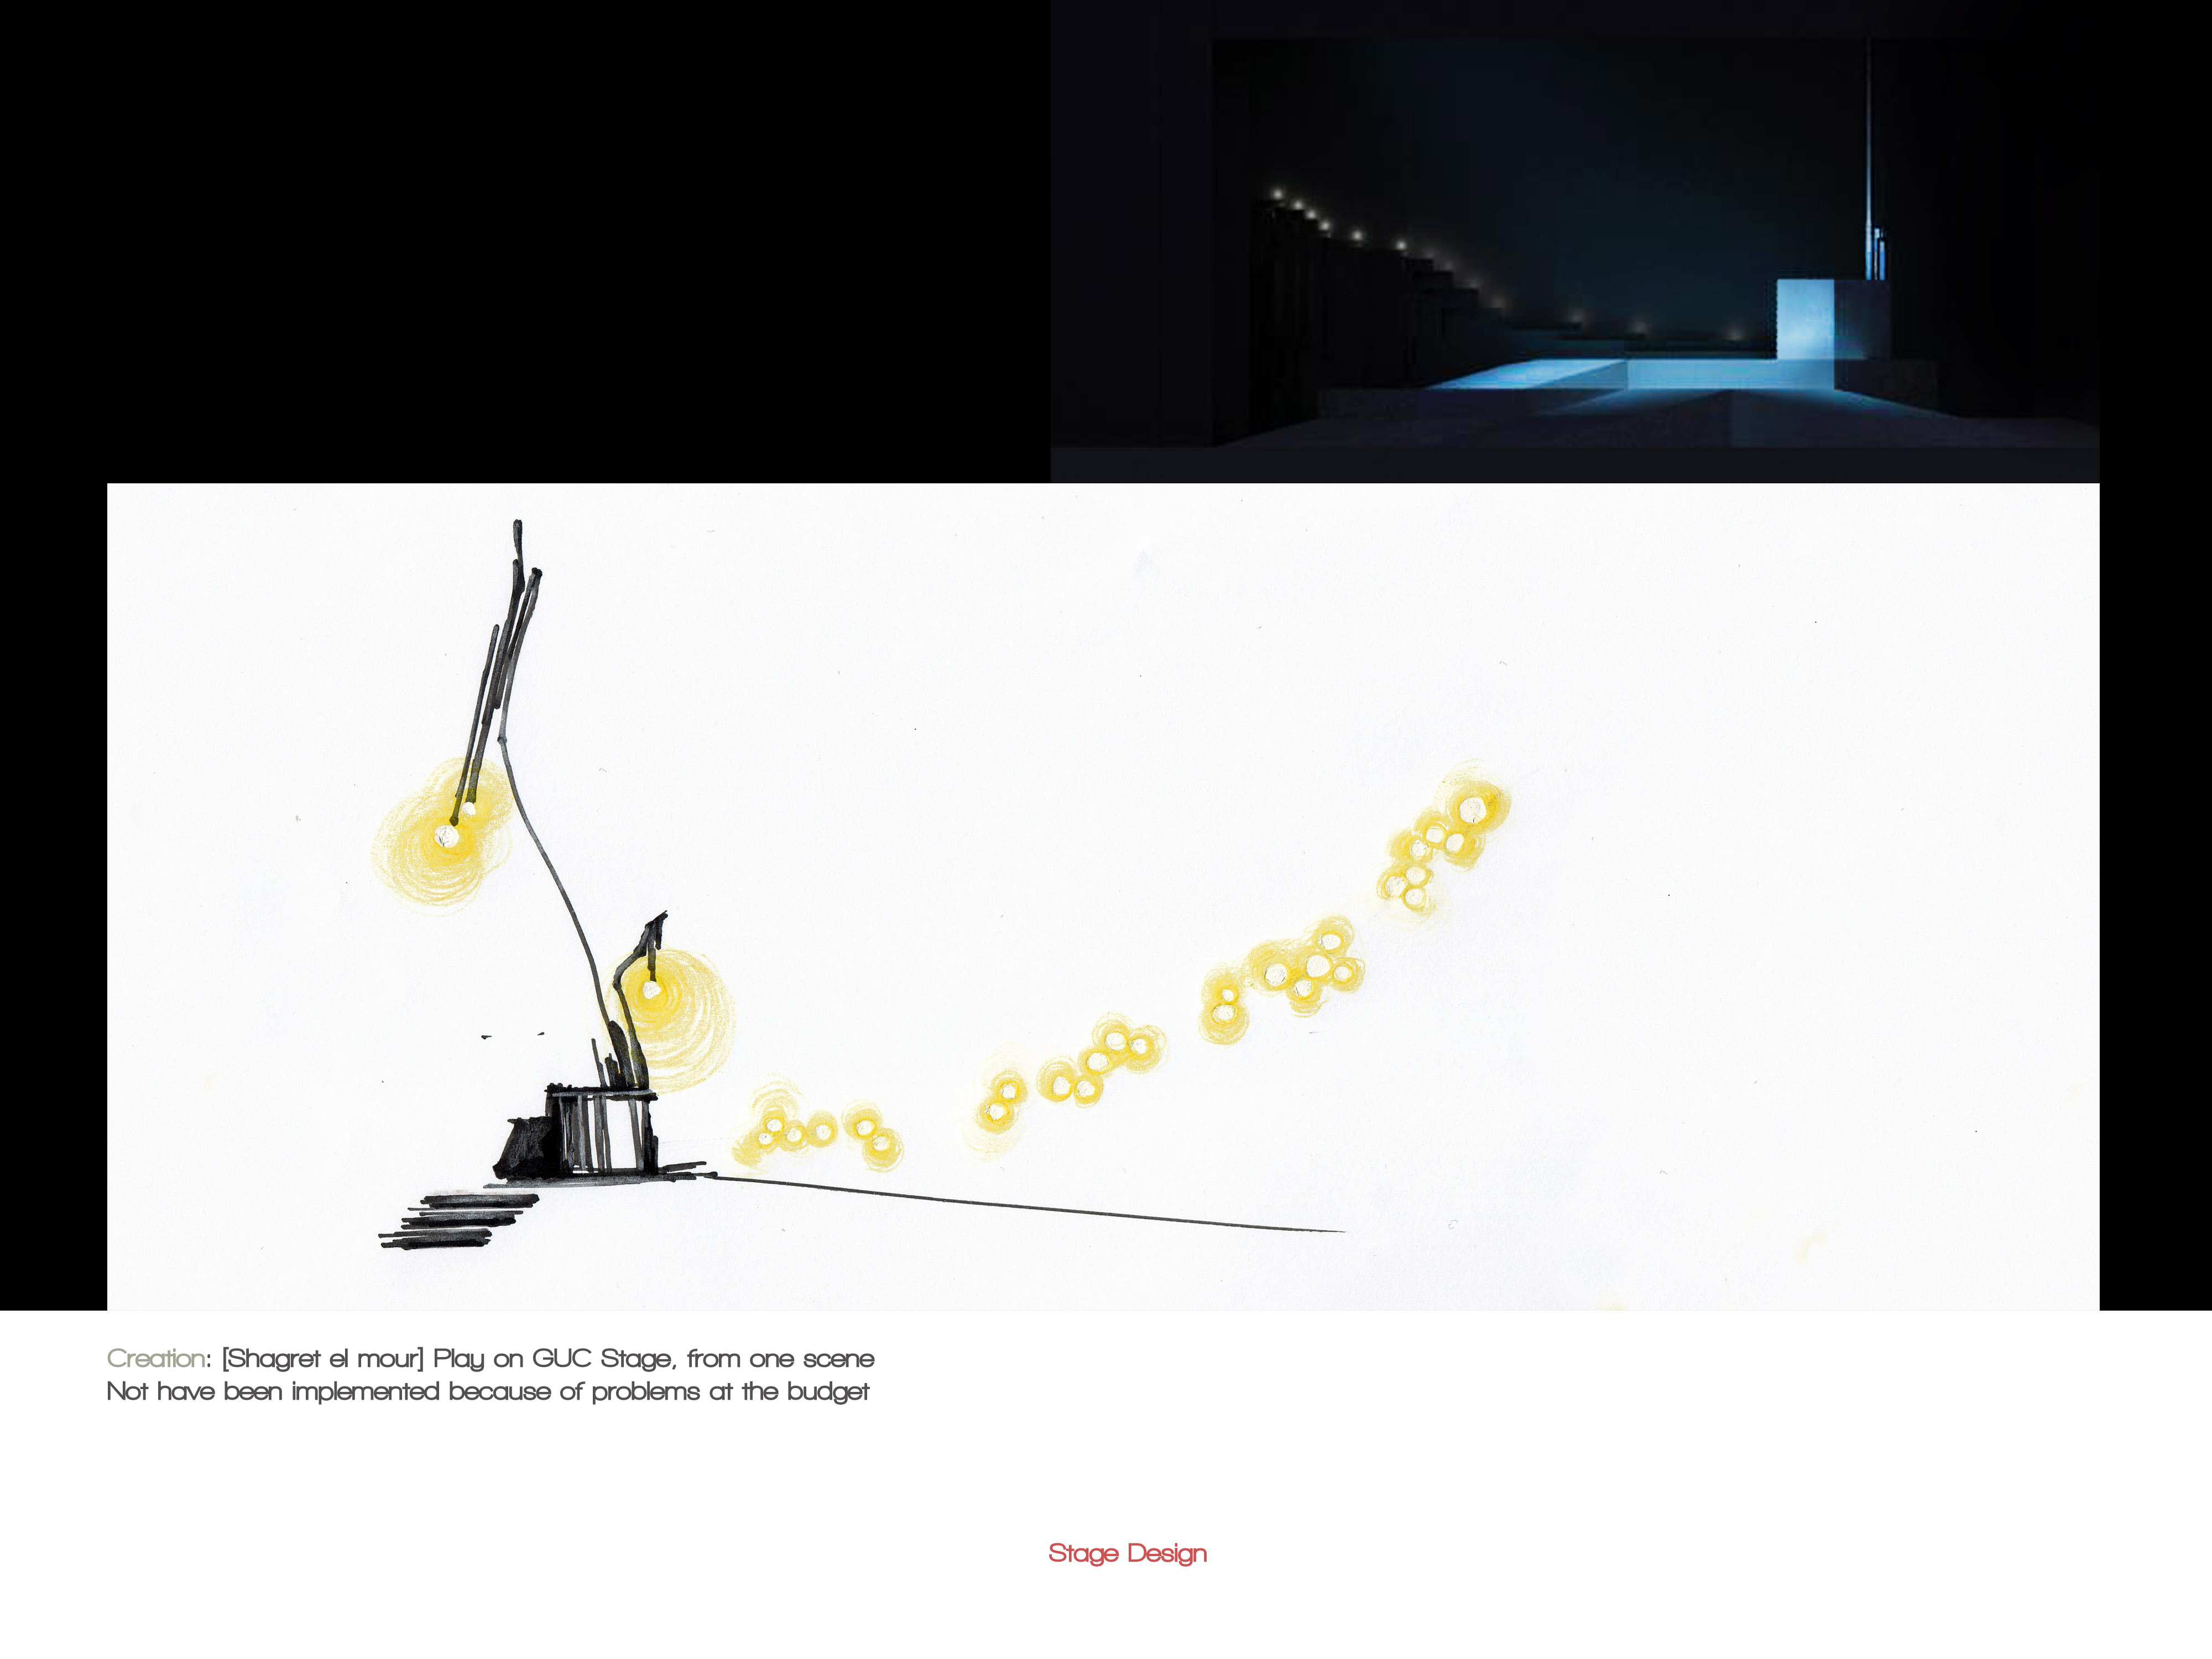 Creation: [Shagret el mour] Play on GUC Stage, from one scene
Not have been implemented because of problems at the budget
Stage Design